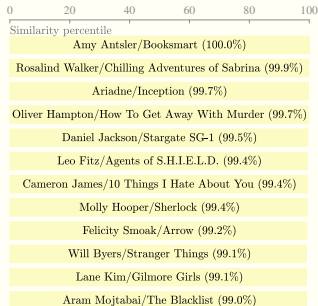 0 20 40 60 80 100
Similarity percentile
Amy Antsler/Booksmart (100.0%)
Rosalind Walker/Chilling Adventures of Sabrina (99.9%)
Ariadne/Inception (99.7%)
Oliver Hampton/How To Get Away With Murder (99.7%)
Daniel Jackson/Stargate SG-1 (99.5%)
Leo Fitz/Agents of S.H.I.E.L.D. (99.4%)
Cameron James/10 Things I Hate About You (99.4%)
Molly Hooper/Sherlock (99.4%)
Felicity Smoak/Arrow (99.2%)
Will Byers/Stranger Things (99.1%)
Lane Kim/Gilmore Girls (99.1%)
Aram Mojtabai/The Blacklist (99.0%)